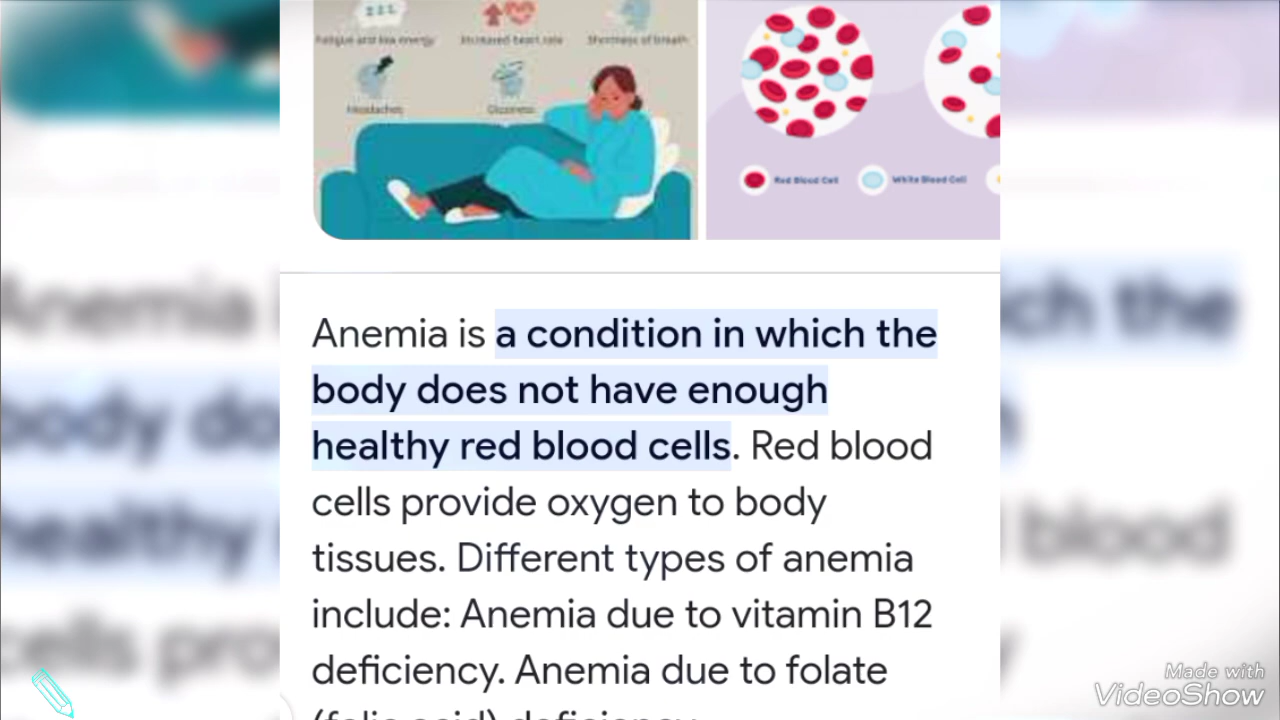 Fatigue and low energy
Increased heart rate
Shortness of breath
Headaches
Dizziness
Red Blood Cell
White Blood Cell
Anemia is a condition in which the
body does not have enough
healthy red blood cells. Red blood
cells provide oxygen to body
tissues. Different types of anemia
include: Anemia due to vitamin B12
deficiency. Anemia due to folate
(folic acid) deficiency
Made with
VideoShow